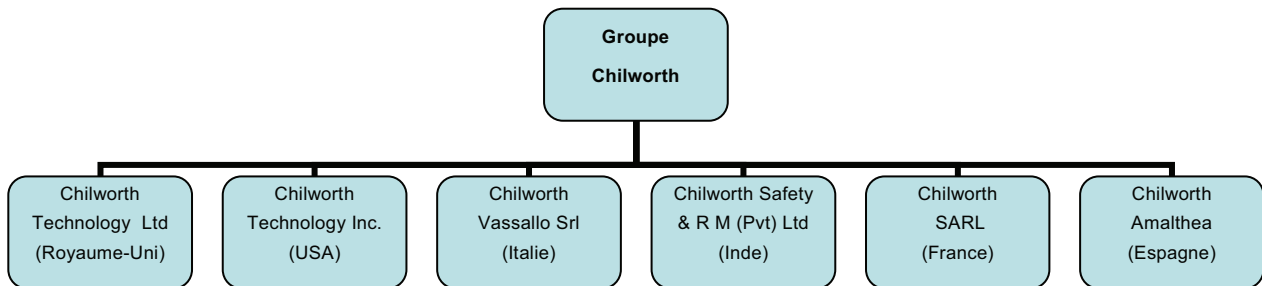 Groupe
Chilworth
Chilworth
Technology Ltd
(Royaume-Uni)
Chilworth
Technology Inc.
(USA)
Chilworth
Vassallo Srl
(Italie)
Chilworth Safety
& R M (Pvt) Ltd
(Inde)
Chilworth
SARL
(France)
Chilworth
Amalthea
(Espagne)